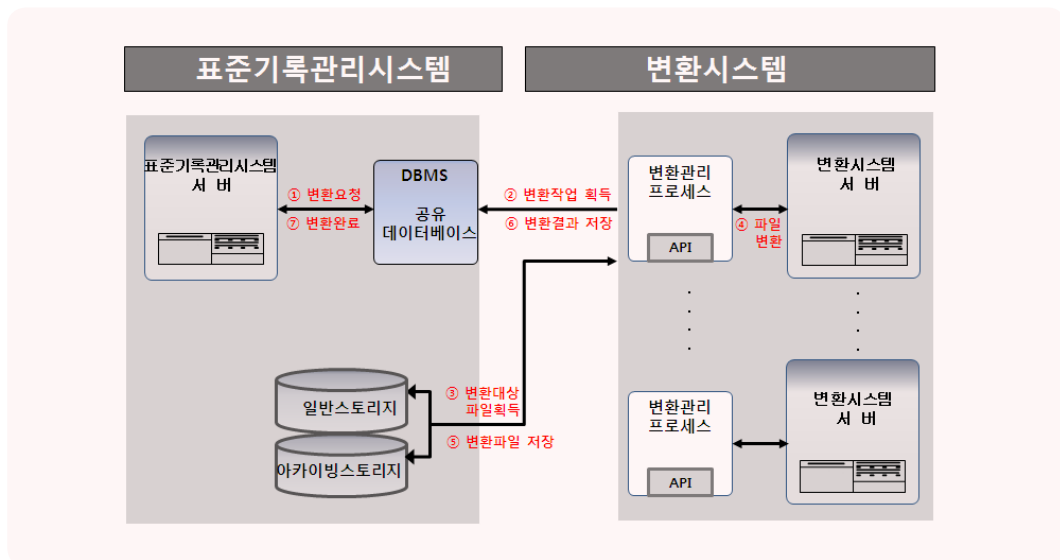 표준기록관리시스템
변환시스템
표준기록관리시스템
서 버
① 변환요청
⑦ 변환완료
DBMS
공유
데이터베이스
② 변환작업 획득
⑥ 변환결과 저장
변환관리
프로세스
API
④ 파일
변환
변환시스템
서 버
일반스토리지
아카이빙스토리지
③ 변환대상
파일획득
⑤ 변환파일 저장
변환관리
프로세스
API
변환시스템
서 버